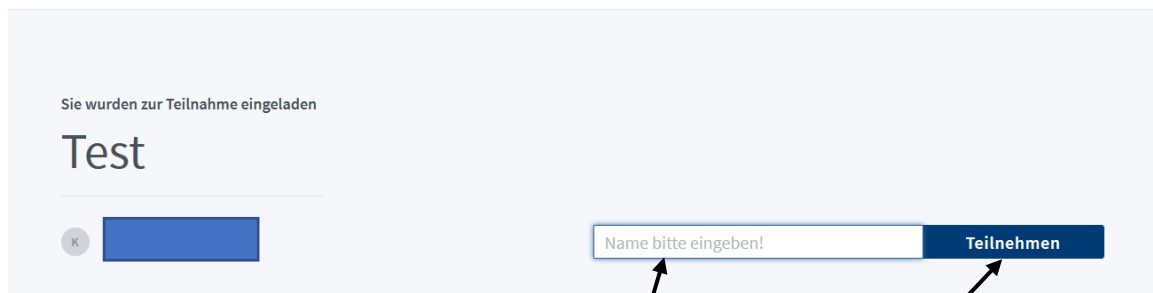 Sie wurden zur Teilnahme eingeladen
Test
K
Name bitte eingeben!
Teilnehmen